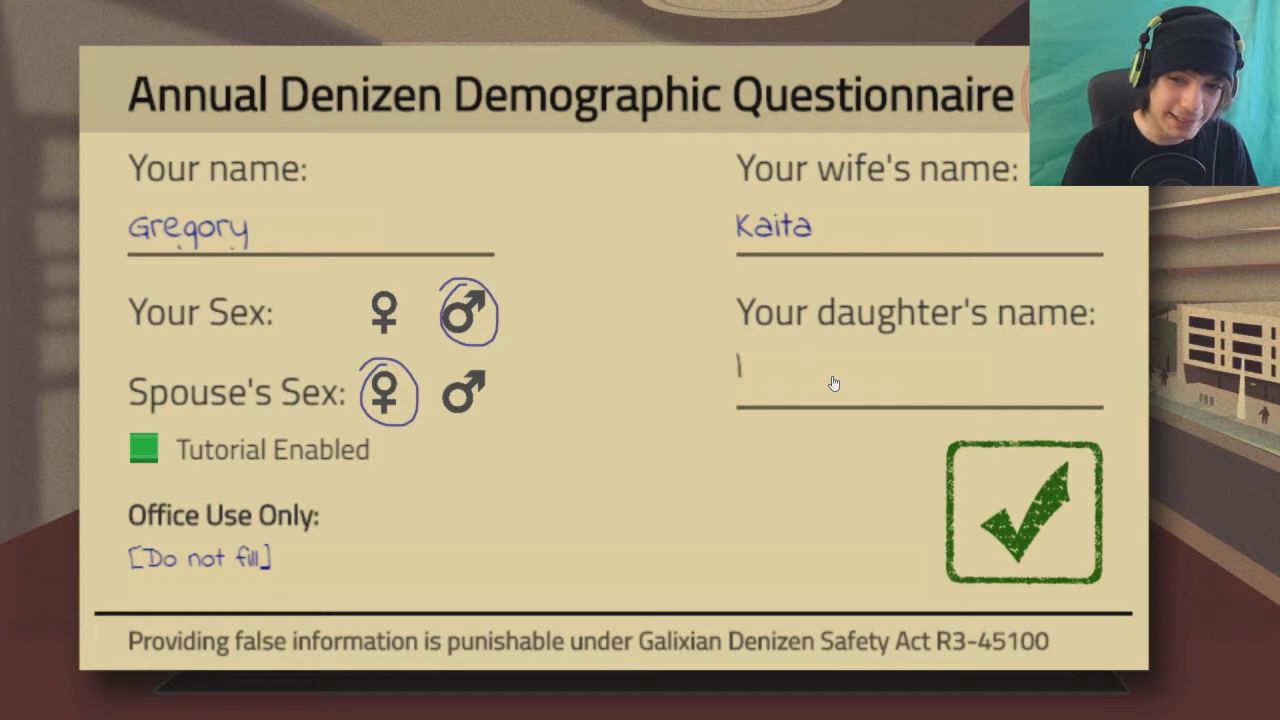 Annual Denizen Demographic Questionnaire
Your name:
Gregory
Your wife's name:
Kaita
Your Sex: ♀ ♂
Your daughter's name:
Spouse's Sex: ♀ ♂
Tutorial Enabled
Office Use Only:
[Do not fill]
Providing false information is punishable under Galixian Denizen Safety Act R3-45100